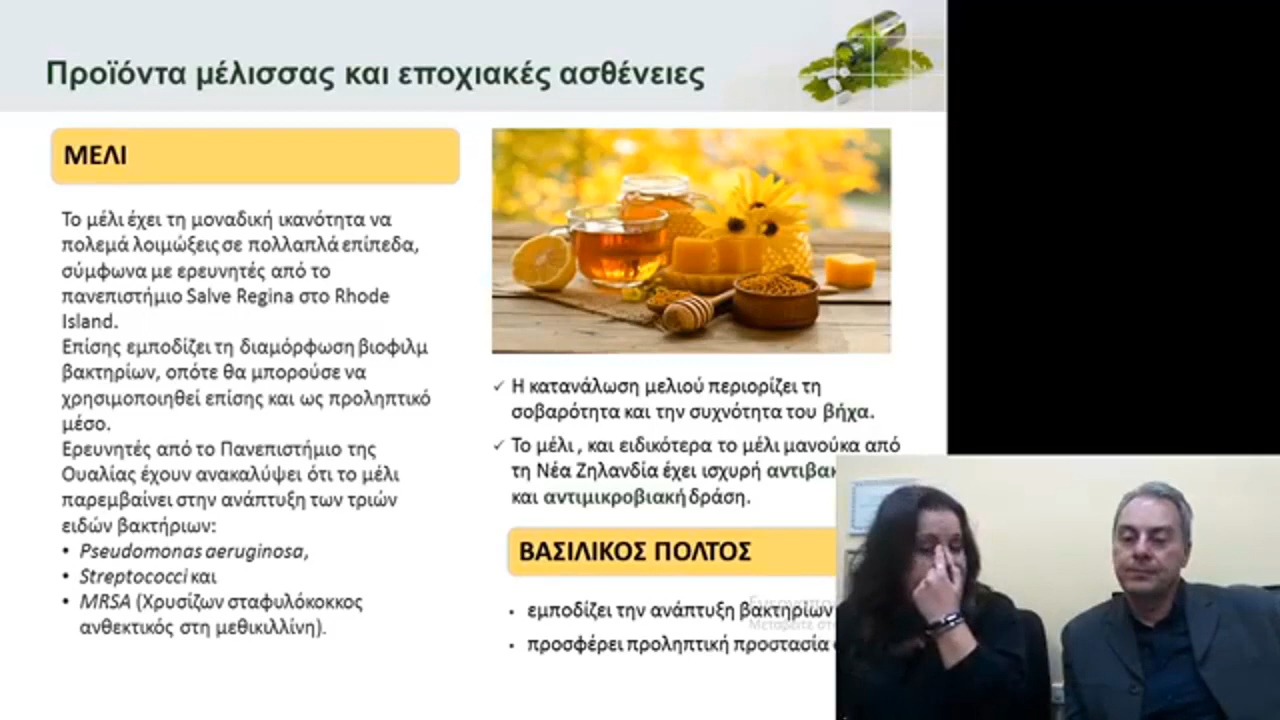 Προϊόντα μέλισσας και εποχιακές ασθένειες
ΜΕΛΙ
Το μέλι έχει τη μοναδική ικανότητα να
πολεμά λοιμώξεις σε πολλαπλά επίπεδα,
σύμφωνα με ερευνητές από το
πανεπιστήμιο Salve Regina στο Rhode
Island.
Επίσης εμποδίζει τη διαμόρφωση βιοφιλμ
βακτηρίων, οπότε θα μπορούσε να
χρησιμοποιηθεί επίσης και ως προληπτικό
μέσο.
Ερευνητές από το Πανεπιστήμιο της
Ουαλίας έχουν ανακαλύψει ότι το μέλι
παρεμβαίνει στην ανάπτυξη των τριών
ειδών βακτήριων:
• Pseudomonas aeruginosa,
• Streptococci και
• MRSA (Χρυσίζων σταφυλόκοκκος
ανθεκτικός στη μεθικιλλίνη).
✓ Η κατανάλωση μελιού περιορίζει τη
σοβαρότητα και την συχνότητα του βήχα.
✓ Το μέλι , και ειδικότερα το μέλι μανούκα από
τη Νέα Ζηλανδία έχει ισχυρή αντιβακ
και αντιμικροβιακή δράση.
ΒΑΣΙΛΙΚΟΣ ΠΟΛΤΟΣ
• εμποδίζει την ανάπτυξη βακτηρίων
• προσφέρει προληπτική προστασία